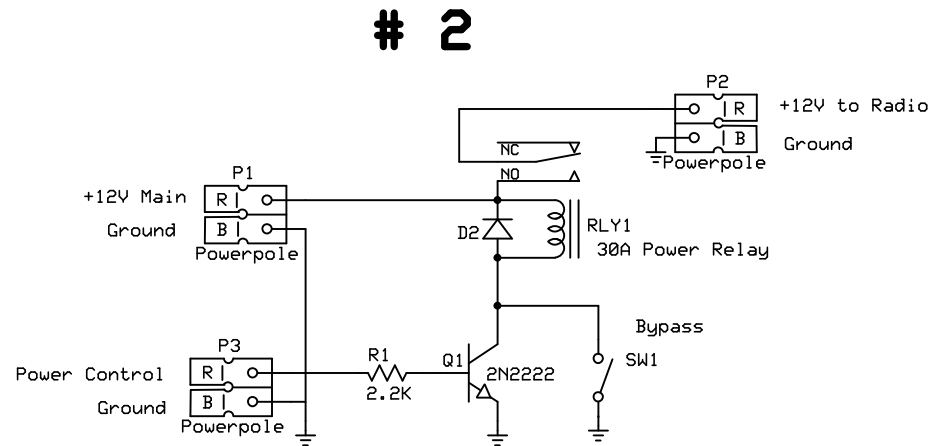 # 2
P2
R
+12V to Radio
B
Ground
Powerpole
NC
NO
P1
+12V Main
R
Ground
B
Powerpole
D2
RLY1
30A Power Relay
Bypass
SW1
P3
Power Control
R
Ground
B
Powerpole
R1
2.2K
Q1
2N2222